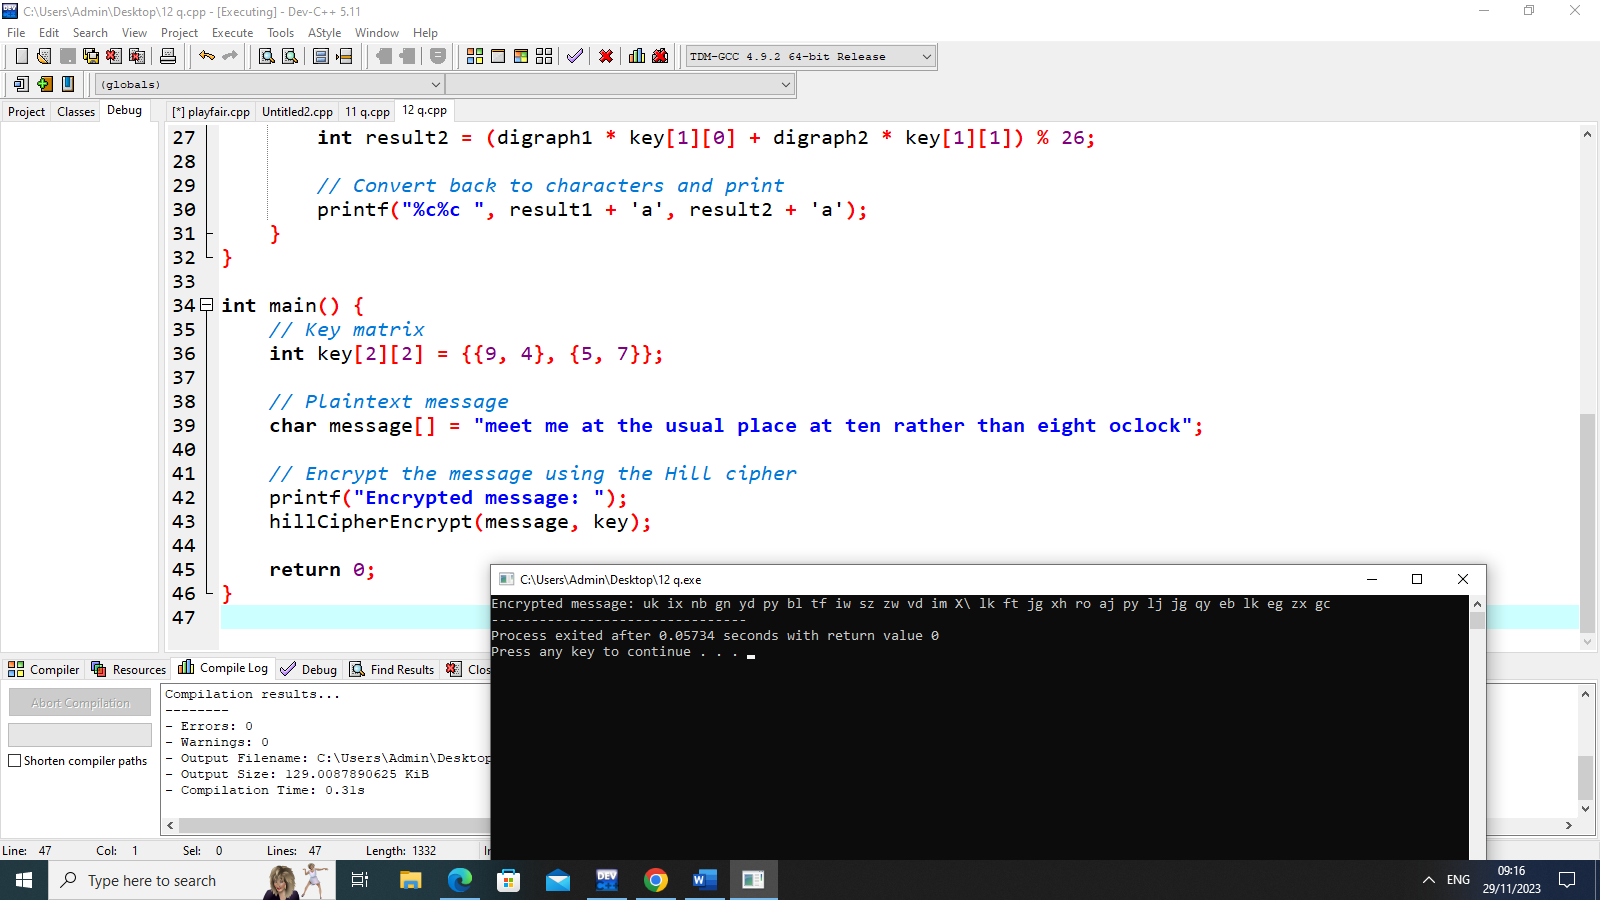 C:\Users\Admin\Desktop\12 q.cpp - [Executing] - Dev-C++ 5.11
File Edit Search View Project Execute Tools AStyle Window Help
TDM-GCC 4.9.2 64-bit Release
(globals)
Project Classes Debug [*] playfair.cpp Untitled2.cpp 11 q.cpp 12 q.cpp
27 int result2 = (digraph1 * key[1][0] + digraph2 * key[1][1]) % 26;
28
29 // Convert back to characters and print
30 printf("%c%c ", result1 + 'a', result2 + 'a');
31 }
32 }
33
34 int main() {
35 // Key matrix
36 int key[2][2] = {{9, 4}, {5, 7}};
37
38 // Plaintext message
39 char message[] = "meet me at the usual place at ten rather than eight oclock";
40
41 // Encrypt the message using the Hill cipher
42 printf("Encrypted message: ");
43 hillCipherEncrypt(message, key);
44
45 return 0;
46 }
47
C:\Users\Admin\Desktop\12 q.exe
Encrypted message: uk ix nb gn yd py bl tf iw sz zw vd im X\ lk ft jg xh ro aj py lj jg qy eb lk eg zx gc
--------------------------------
Process exited after 0.05734 seconds with return value 0
Press any key to continue . . .
Compiler Resources Compile Log Debug Find Results Clos
Abort Compilation
Shorten compiler paths
Compilation results...
--------
- Errors: 0
- Warnings: 0
- Output Filename: C:\Users\Admin\Desktop
- Output Size: 129.0087890625 KiB
- Compilation Time: 0.31s
Line: 47 Col: 1 Sel: 0 Lines: 47 Length: 1332
Type here to search
DEV
W
ENG
09:16
29/11/2023